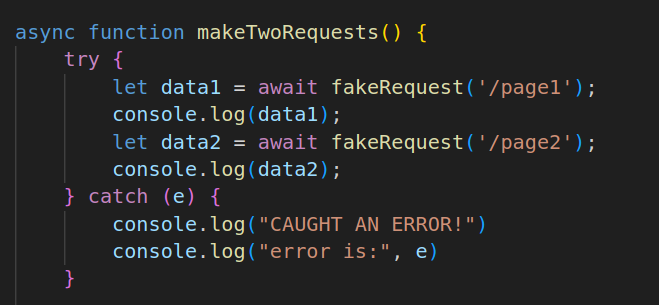 async function makeTwoRequests() {
    try {
        let data1 = await fakeRequest('/page1');
        console.log(data1);
        let data2 = await fakeRequest('/page2');
        console.log(data2);
    } catch (e) {
        console.log("CAUGHT AN ERROR!")
        console.log("error is:", e)
    }